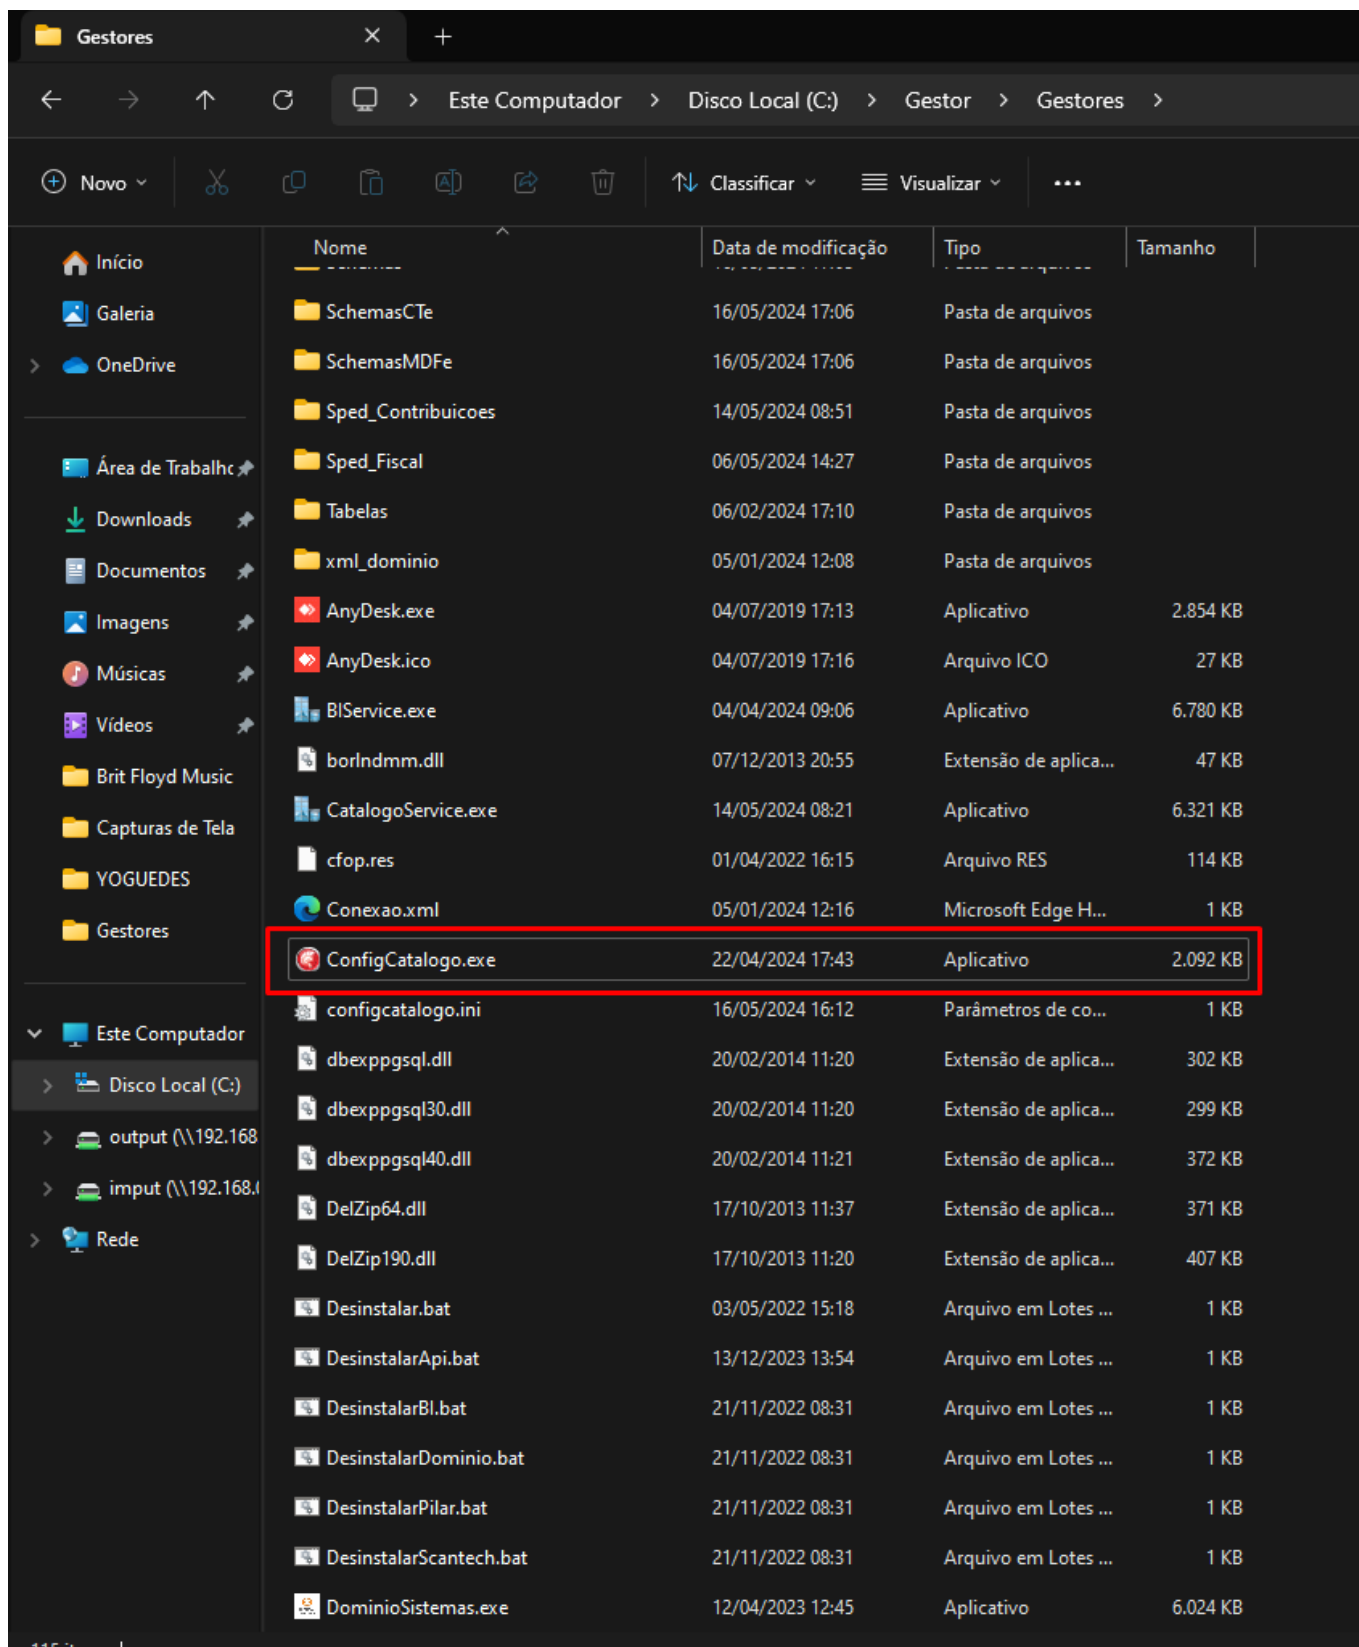 Gestores
Este Computador > Disco Local (C:) > Gestor > Gestores >
Novo
Classificar
Visualizar
Nome Data de modificação Tipo Tamanho
SchemasCTe 16/05/2024 17:06 Pasta de arquivos
SchemasMDFe 16/05/2024 17:06 Pasta de arquivos
Sped_Contribuicoes 14/05/2024 08:51 Pasta de arquivos
Sped_Fiscal 06/05/2024 14:27 Pasta de arquivos
Tabelas 06/02/2024 17:10 Pasta de arquivos
xml_dominio 05/01/2024 12:08 Pasta de arquivos
AnyDesk.exe 04/07/2019 17:13 Aplicativo 2.854 KB
AnyDesk.ico 04/07/2019 17:16 Arquivo ICO 27 KB
BIService.exe 04/04/2024 09:06 Aplicativo 6.780 KB
borlndmm.dll 07/12/2013 20:55 Extensão de aplica... 47 KB
CatalogoService.exe 14/05/2024 08:21 Aplicativo 6.321 KB
cfop.res 01/04/2022 16:15 Arquivo RES 114 KB
Conexao.xml 05/01/2024 12:16 Microsoft Edge H... 1 KB
ConfigCatalogo.exe 22/04/2024 17:43 Aplicativo 2.092 KB
configcatalogo.ini 16/05/2024 16:12 Parâmetros de co... 1 KB
dbexppgsql.dll 20/02/2014 11:20 Extensão de aplica... 302 KB
dbexppgsql30.dll 20/02/2014 11:20 Extensão de aplica... 299 KB
dbexppgsql40.dll 20/02/2014 11:21 Extensão de aplica... 372 KB
DelZip64.dll 17/10/2013 11:37 Extensão de aplica... 371 KB
DelZip190.dll 17/10/2013 11:20 Extensão de aplica... 407 KB
Desinstalar.bat 03/05/2022 15:18 Arquivo em Lotes ... 1 KB
DesinstalarApi.bat 13/12/2023 13:54 Arquivo em Lotes ... 1 KB
DesinstalarBI.bat 21/11/2022 08:31 Arquivo em Lotes ... 1 KB
DesinstalarDominio.bat 21/11/2022 08:31 Arquivo em Lotes ... 1 KB
DesinstalarPilar.bat 21/11/2022 08:31 Arquivo em Lotes ... 1 KB
DesinstalarScantech.bat 21/11/2022 08:31 Arquivo em Lotes ... 1 KB
DominioSistemas.exe 12/04/2023 12:45 Aplicativo 6.024 KB
Início
Galeria
OneDrive
Área de Trabalho
Downloads
Documentos
Imagens
Músicas
Vídeos
Brit Floyd Music
Capturas de Tela
YOGUEDES
Gestores
Este Computador
Disco Local (C:)
output (\\192.168
imput (\\192.168.0
Rede